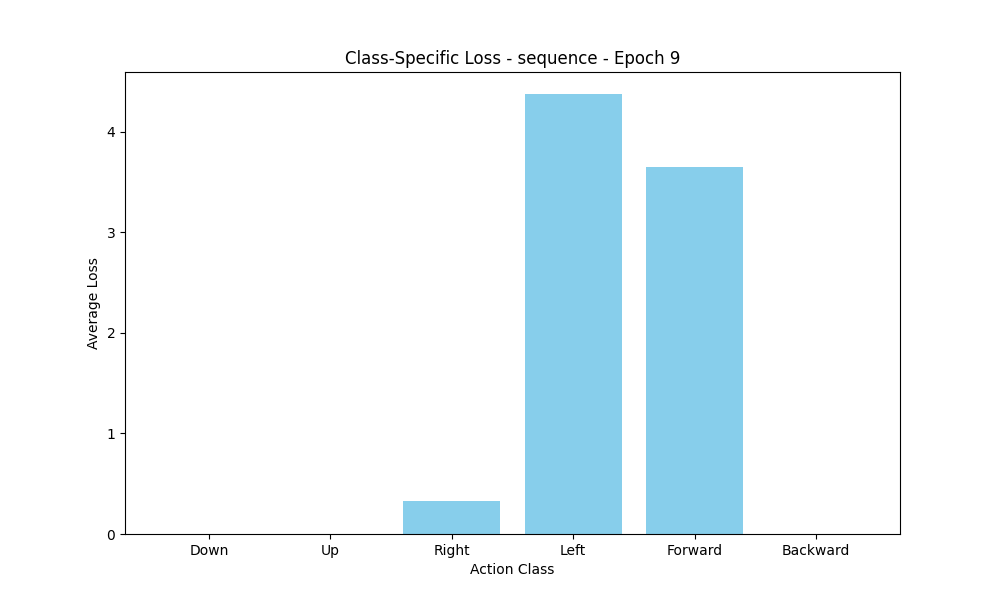 Class-Specific Loss - sequence - Epoch 9
Average Loss
4
3
2
1
0
Down Up Right Left Forward Backward
Action Class